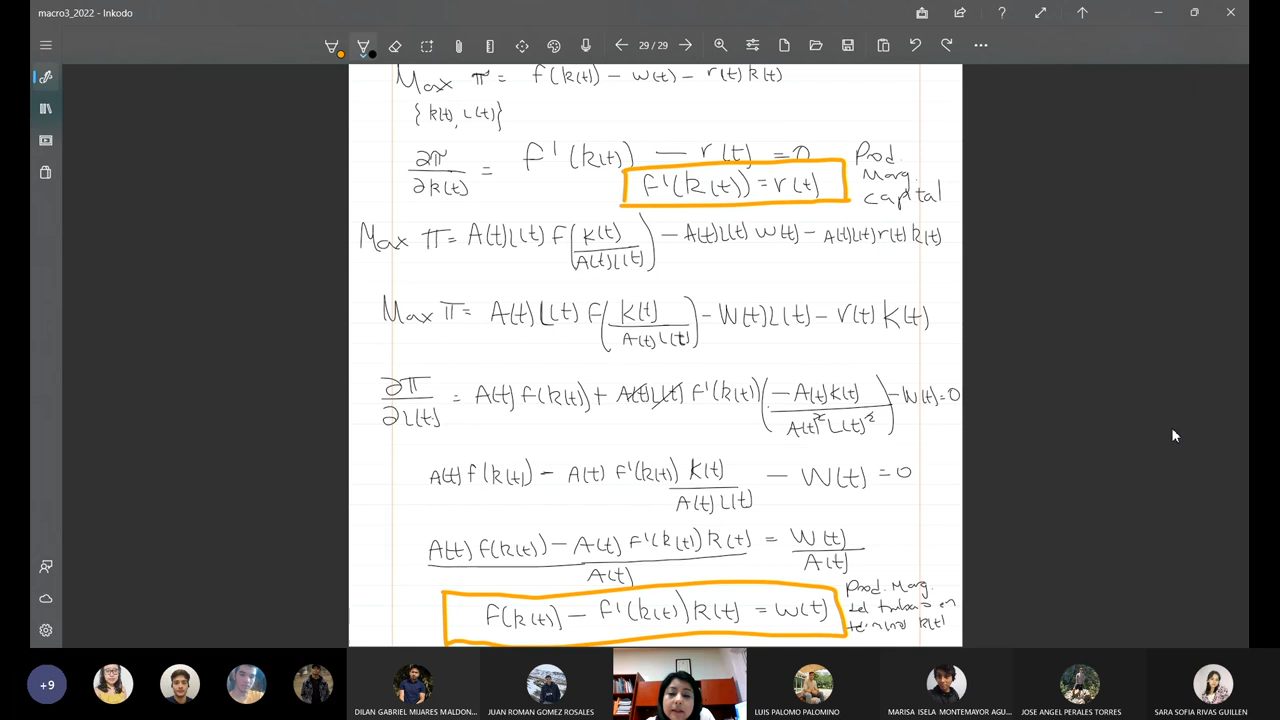 macro3_2022 - Inkodo
29 / 29
Max π = f(k(t)) - w(t) - r(t)k(t)
{k(t), L(t)}
∂π/∂k(t) = f'(k(t)) - r(t) = 0
f'(k(t)) = r(t)
Prod.
Marg.
capital
Max π = A(t)L(t) f(K(t)/A(t)L(t)) - A(t)L(t) w(t) - A(t)L(t) r(t) k(t)
Max π = A(t) L(t) f(K(t)/A(t)L(t)) - W(t)L(t) - r(t) K(t)
∂π/∂L(t) = A(t) f(k(t)) + A(t)L(t) f'(k(t)) (-A(t)K(t)/A(t)²L(t)²) - W(t) = 0
A(t) f(k(t)) - A(t) f'(k(t)) K(t)/A(t)L(t) - W(t) = 0
A(t) f(k(t)) - A(t) f'(k(t)) k(t)/A(t) = W(t)/A(t)
f(k(t)) - f'(k(t)) k(t) = w(t)
Prod. Marg.
del trabajo en
terminos k(t)
+9
DILAN GABRIEL MIJARES MALDON...
JUAN ROMAN GOMEZ ROSALES
LUIS PALOMO PALOMINO
MARISA ISELA MONTEMAYOR AGU...
JOSE ANGEL PERALES TORRES
SARA SOFIA RIVAS GUILLEN